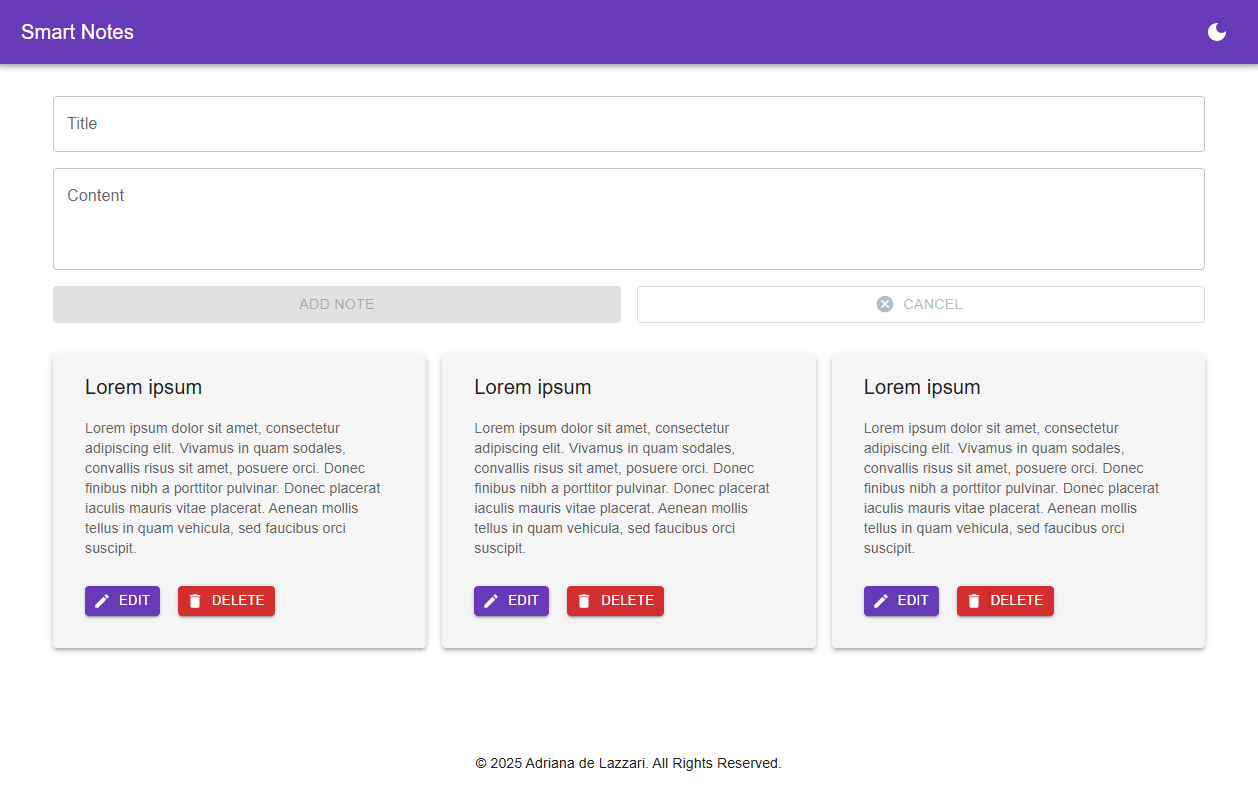 Smart Notes
Title
Content
ADD NOTE
CANCEL
Lorem ipsum
Lorem ipsum dolor sit amet, consectetur
adipiscing elit. Vivamus in quam sodales,
convallis risus sit amet, posuere orci. Donec
finibus nibh a porttitor pulvinar. Donec placerat
iaculis mauris vitae placerat. Aenean mollis
tellus in quam vehicula, sed faucibus orci
suscipit.
EDIT
DELETE
Lorem ipsum
Lorem ipsum dolor sit amet, consectetur
adipiscing elit. Vivamus in quam sodales,
convallis risus sit amet, posuere orci. Donec
finibus nibh a porttitor pulvinar. Donec placerat
iaculis mauris vitae placerat. Aenean mollis
tellus in quam vehicula, sed faucibus orci
suscipit.
EDIT
DELETE
Lorem ipsum
Lorem ipsum dolor sit amet, consectetur
adipiscing elit. Vivamus in quam sodales,
convallis risus sit amet, posuere orci. Donec
finibus nibh a porttitor pulvinar. Donec placerat
iaculis mauris vitae placerat. Aenean mollis
tellus in quam vehicula, sed faucibus orci
suscipit.
EDIT
DELETE
© 2025 Adriana de Lazzari. All Rights Reserved.